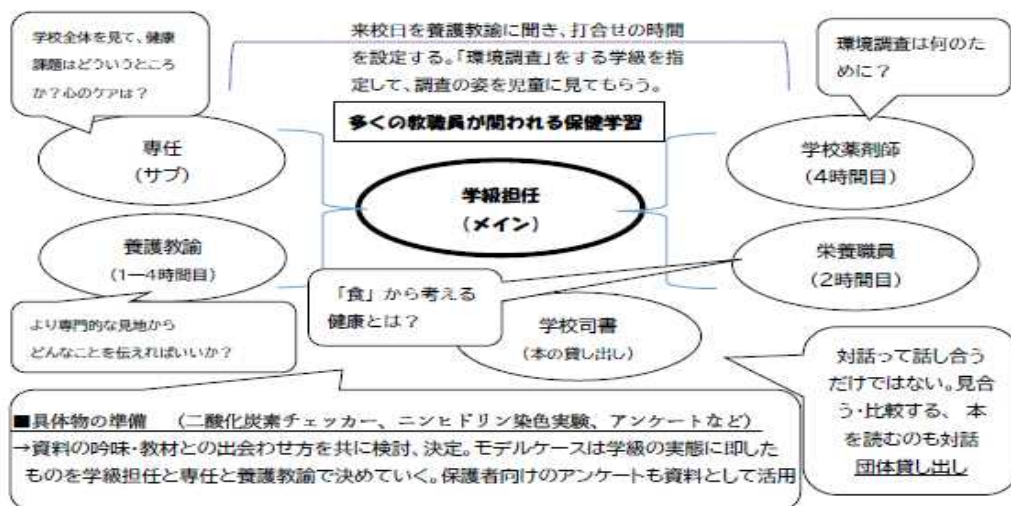 学校全体を見て、健康
課題はどういうところ
か？心のケアは？
来校日を養護教諭に聞き、打合せの時間
を設定する。「環境調査」をする学級を指
定して、調査の姿を児童に見てもらう。
環境調査は何のた
めに？
多くの教職員が関われる保健学習
専任
（サブ）
学級担任
（メイン）
学校薬剤師
（4時間目）
養護教諭
（1―4時間目）
栄養職員
（2時間目）
「食」から考える
健康とは？
学校司書
（本の貸し出し）
より専門的な見地から
どんなことを伝えればいいか？
対話って話し合う
だけではない。見合
う・比較する、 本
を読むのも対話
団体貸し出し
■具体物の準備　（二酸化炭素チェッカー、ニンヒドリン染色実験、アンケートなど）
→資料の吟味・教材との出会わせ方を共に検討、決定。モデルケースは学級の実態に即した
ものを学級担任と専任と養護教諭で決めていく。保護者向けのアンケートも資料として活用